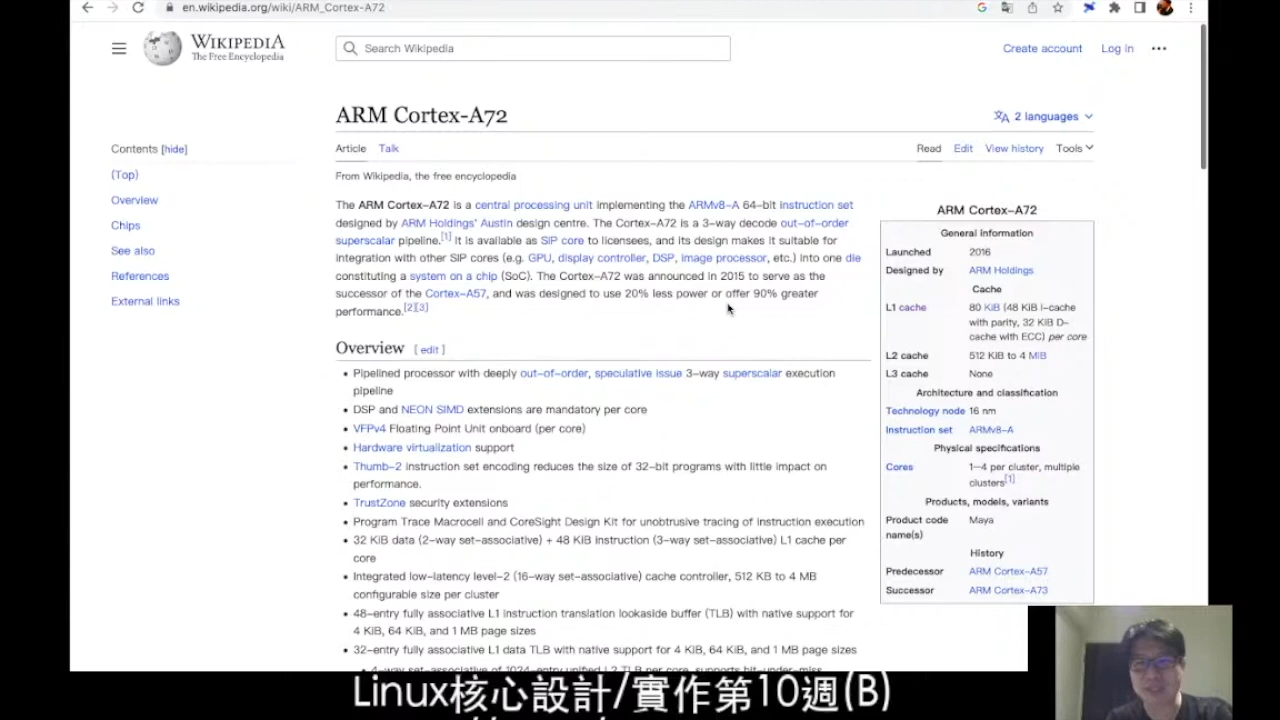 en.wikipedia.org/wiki/ARM_Cortex-A72
WIKIPEDIA
The Free Encyclopedia
Search Wikipedia
Create account
Log in
ARM Cortex-A72
2 languages
Contents [hide]
(Top)
Overview
Chips
See also
References
External links
Article
Talk
Read
Edit
View history
Tools
From Wikipedia, the free encyclopedia
The ARM Cortex-A72 is a central processing unit implementing the ARMv8-A 64-bit instruction set
designed by ARM Holdings' Austin design centre. The Cortex-A72 is a 3-way decode out-of-order
superscalar pipeline.[1] It is available as SIP core to licensees, and its design makes it suitable for
integration with other SIP cores (e.g. GPU, display controller, DSP, image processor, etc.) into one die
constituting a system on a chip (SoC). The Cortex-A72 was announced in 2015 to serve as the
successor of the Cortex-A57, and was designed to use 20% less power or offer 90% greater
performance.[2][3]
Overview [ edit ]
• Pipelined processor with deeply out-of-order, speculative issue 3-way superscalar execution
pipeline
• DSP and NEON SIMD extensions are mandatory per core
• VFPv4 Floating Point Unit onboard (per core)
• Hardware virtualization support
• Thumb-2 instruction set encoding reduces the size of 32-bit programs with little impact on
performance.
• TrustZone security extensions
• Program Trace Macrocell and CoreSight Design Kit for unobtrusive tracing of instruction execution
• 32 KiB data (2-way set-associative) + 48 KiB instruction (3-way set-associative) L1 cache per
core
• Integrated low-latency level-2 (16-way set-associative) cache controller, 512 KB to 4 MB
configurable size per cluster
• 48-entry fully associative L1 instruction translation lookaside buffer (TLB) with native support for
4 KiB, 64 KiB, and 1 MB page sizes
• 32-entry fully associative L1 data TLB with native support for 4 KiB, 64 KiB, and 1 MB page sizes
• 4-way set-associative of 1024-entry unified L2 TLB per core, supports hit-under-miss
ARM Cortex-A72
General information
Launched 2016
Designed by ARM Holdings
Cache
L1 cache 80 KiB (48 KiB I-cache
with parity, 32 KiB D-
cache with ECC) per core
L2 cache 512 KiB to 4 MiB
L3 cache None
Architecture and classification
Technology node 16 nm
Instruction set ARMv8-A
Physical specifications
Cores 1–4 per cluster, multiple
clusters[1]
Products, models, variants
Product code Maya
name(s)
History
Predecessor ARM Cortex-A57
Successor ARM Cortex-A73
Linux核心設計/實作第10週(B)